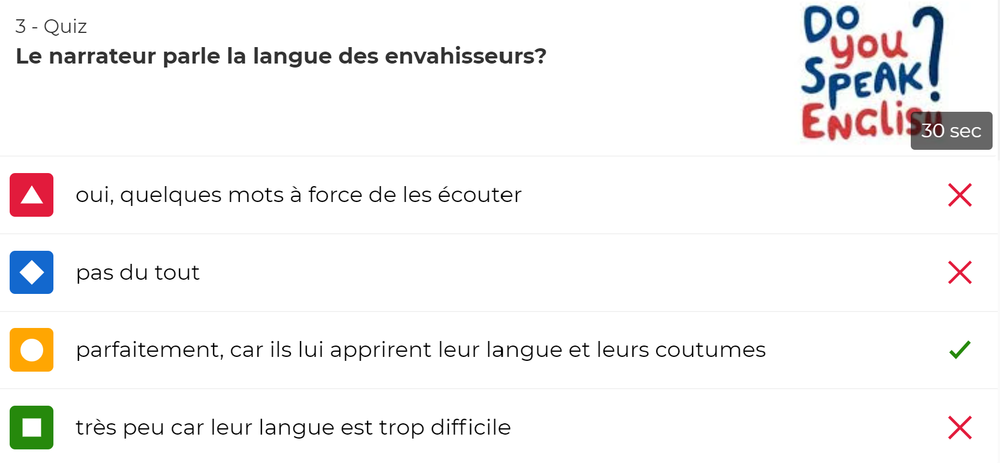 3 - Quiz
Le narrateur parle la langue des envahisseurs?
Do
you
SPEAK?
ENGlisH
30 sec
oui, quelques mots à force de les écouter
pas du tout
parfaitement, car ils lui apprirent leur langue et leurs coutumes
très peu car leur langue est trop difficile